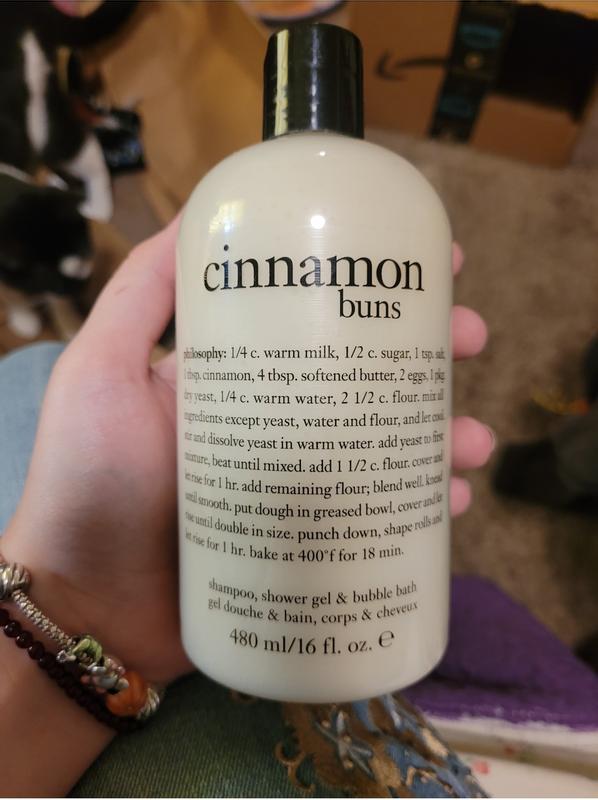 cinnamon
buns
philosophy: 1/4 c. warm milk, 1/2 c. sugar, 1 tsp. salt,
1 tbsp. cinnamon, 4 tbsp. softened butter, 2 eggs, 1 pkg.
dry yeast, 1/4 c. warm water, 2 1/2 c. flour. mix all
ingredients except yeast, water and flour, and let cool.
stir and dissolve yeast in warm water. add yeast to first
mixture, beat until mixed. add 1 1/2 c. flour. cover and
let rise for 1 hr. add remaining flour; blend well. knead
until smooth. put dough in greased bowl, cover and let
rise until double in size. punch down, shape rolls and
let rise for 1 hr. bake at 400°f for 18 min.
shampoo, shower gel & bubble bath
gel douche & bain, corps & cheveux
480 ml/16 fl. oz. ℮